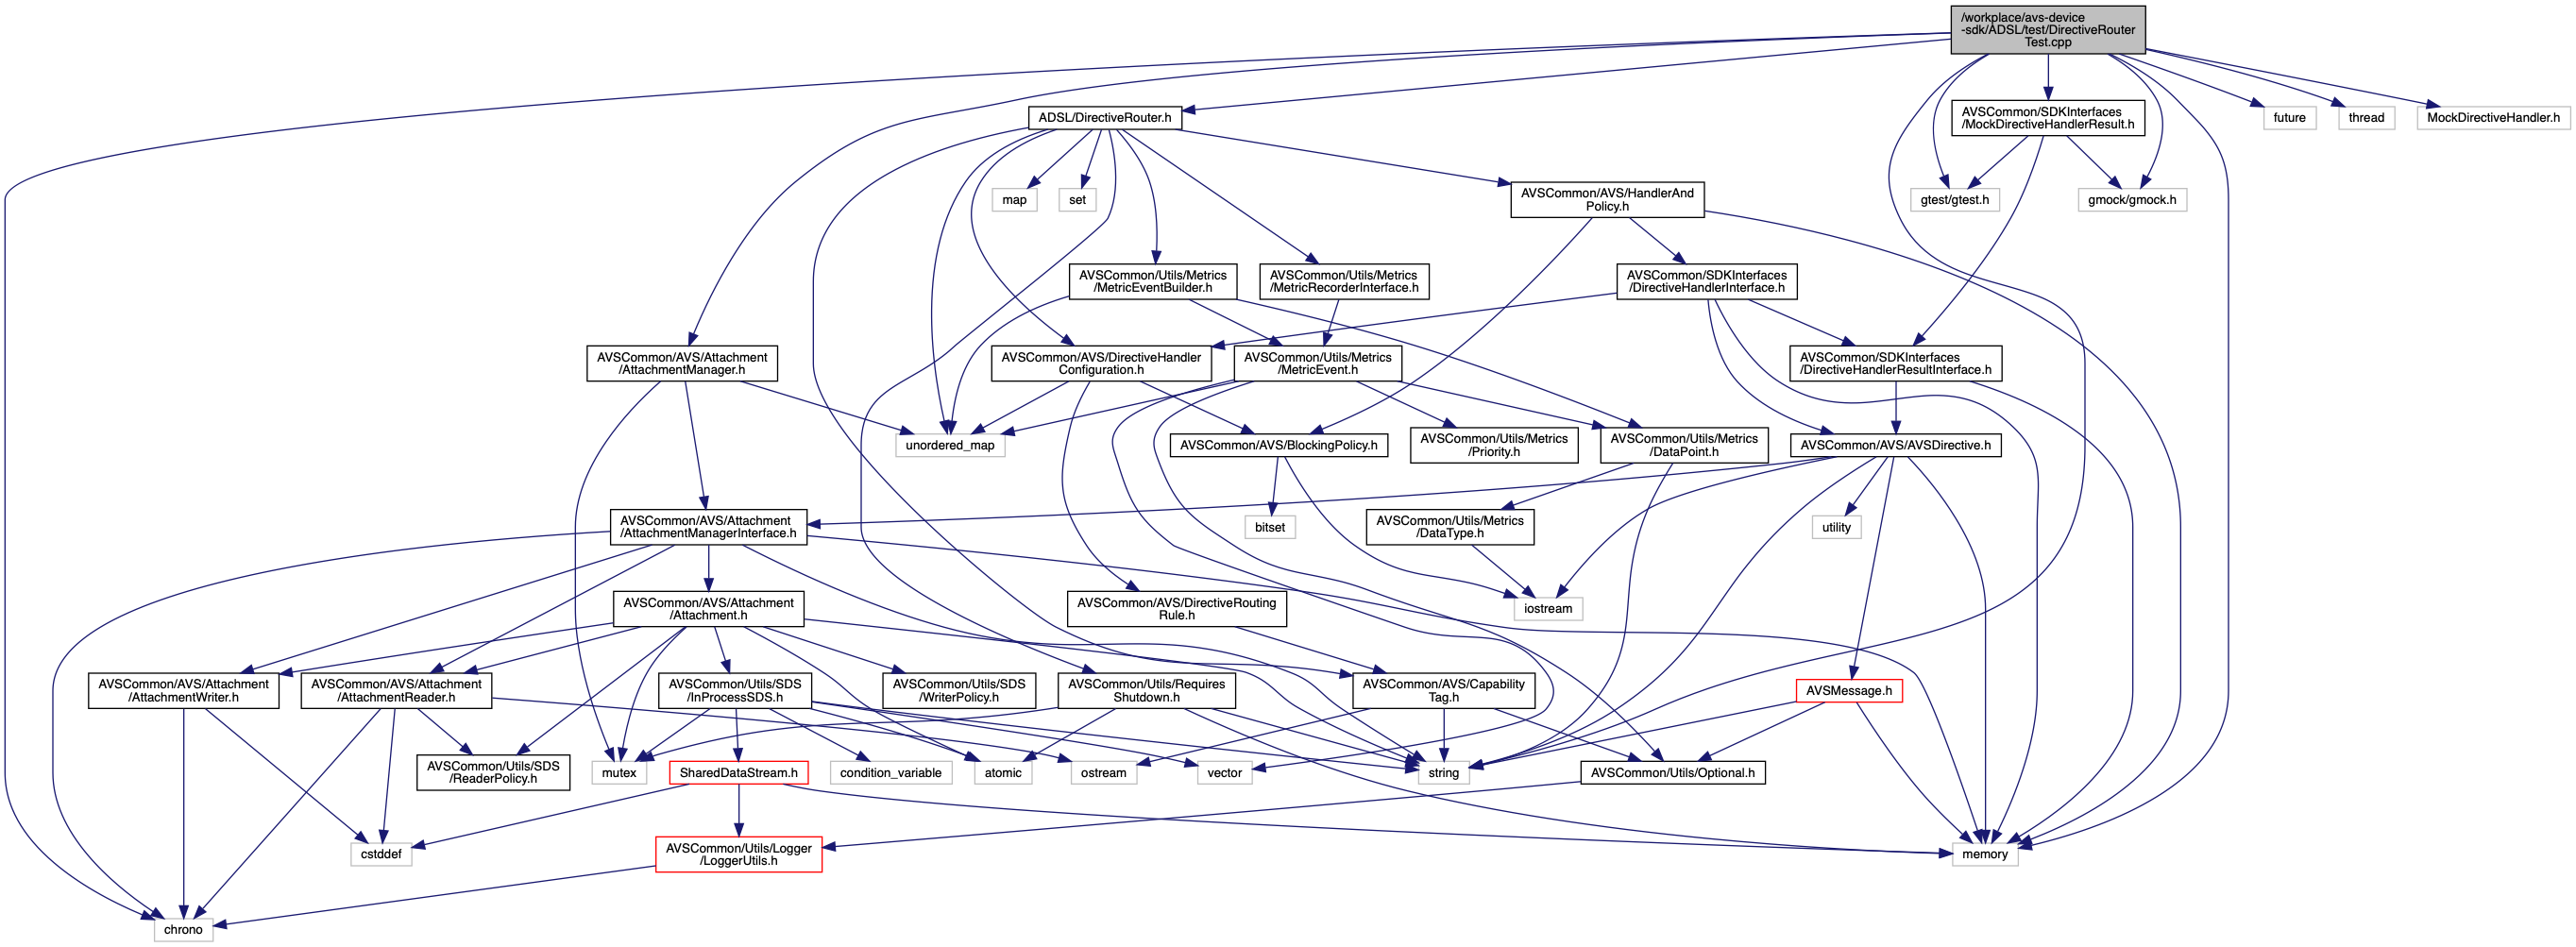 /workplace/avs-device
-sdk/ADSL/test/DirectiveRouter
Test.cpp
ADSL/DirectiveRouter.h
AVSCommon/SDKInterfaces
/MockDirectiveHandlerResult.h
future
thread
MockDirectiveHandler.h
map
set
AVSCommon/AVS/HandlerAnd
Policy.h
gtest/gtest.h
gmock/gmock.h
AVSCommon/Utils/Metrics
/MetricEventBuilder.h
AVSCommon/Utils/Metrics
/MetricRecorderInterface.h
AVSCommon/SDKInterfaces
/DirectiveHandlerInterface.h
AVSCommon/AVS/Attachment
/AttachmentManager.h
AVSCommon/AVS/DirectiveHandler
Configuration.h
AVSCommon/Utils/Metrics
/MetricEvent.h
AVSCommon/SDKInterfaces
/DirectiveHandlerResultInterface.h
unordered_map
AVSCommon/AVS/BlockingPolicy.h
AVSCommon/Utils/Metrics
/Priority.h
AVSCommon/Utils/Metrics
/DataPoint.h
AVSCommon/AVS/AVSDirective.h
AVSCommon/AVS/Attachment
/AttachmentManagerInterface.h
bitset
AVSCommon/Utils/Metrics
/DataType.h
utility
AVSCommon/AVS/Attachment
/Attachment.h
AVSCommon/AVS/DirectiveRouting
Rule.h
iostream
AVSCommon/AVS/Attachment
/AttachmentWriter.h
AVSCommon/AVS/Attachment
/AttachmentReader.h
AVSCommon/Utils/SDS
/InProcessSDS.h
AVSCommon/Utils/SDS
/WriterPolicy.h
AVSCommon/Utils/Requires
Shutdown.h
AVSCommon/AVS/Capability
Tag.h
AVSMessage.h
AVSCommon/Utils/SDS
/ReaderPolicy.h
mutex
SharedDataStream.h
condition_variable
atomic
ostream
vector
string
AVSCommon/Utils/Optional.h
cstddef
AVSCommon/Utils/Logger
/LoggerUtils.h
memory
chrono